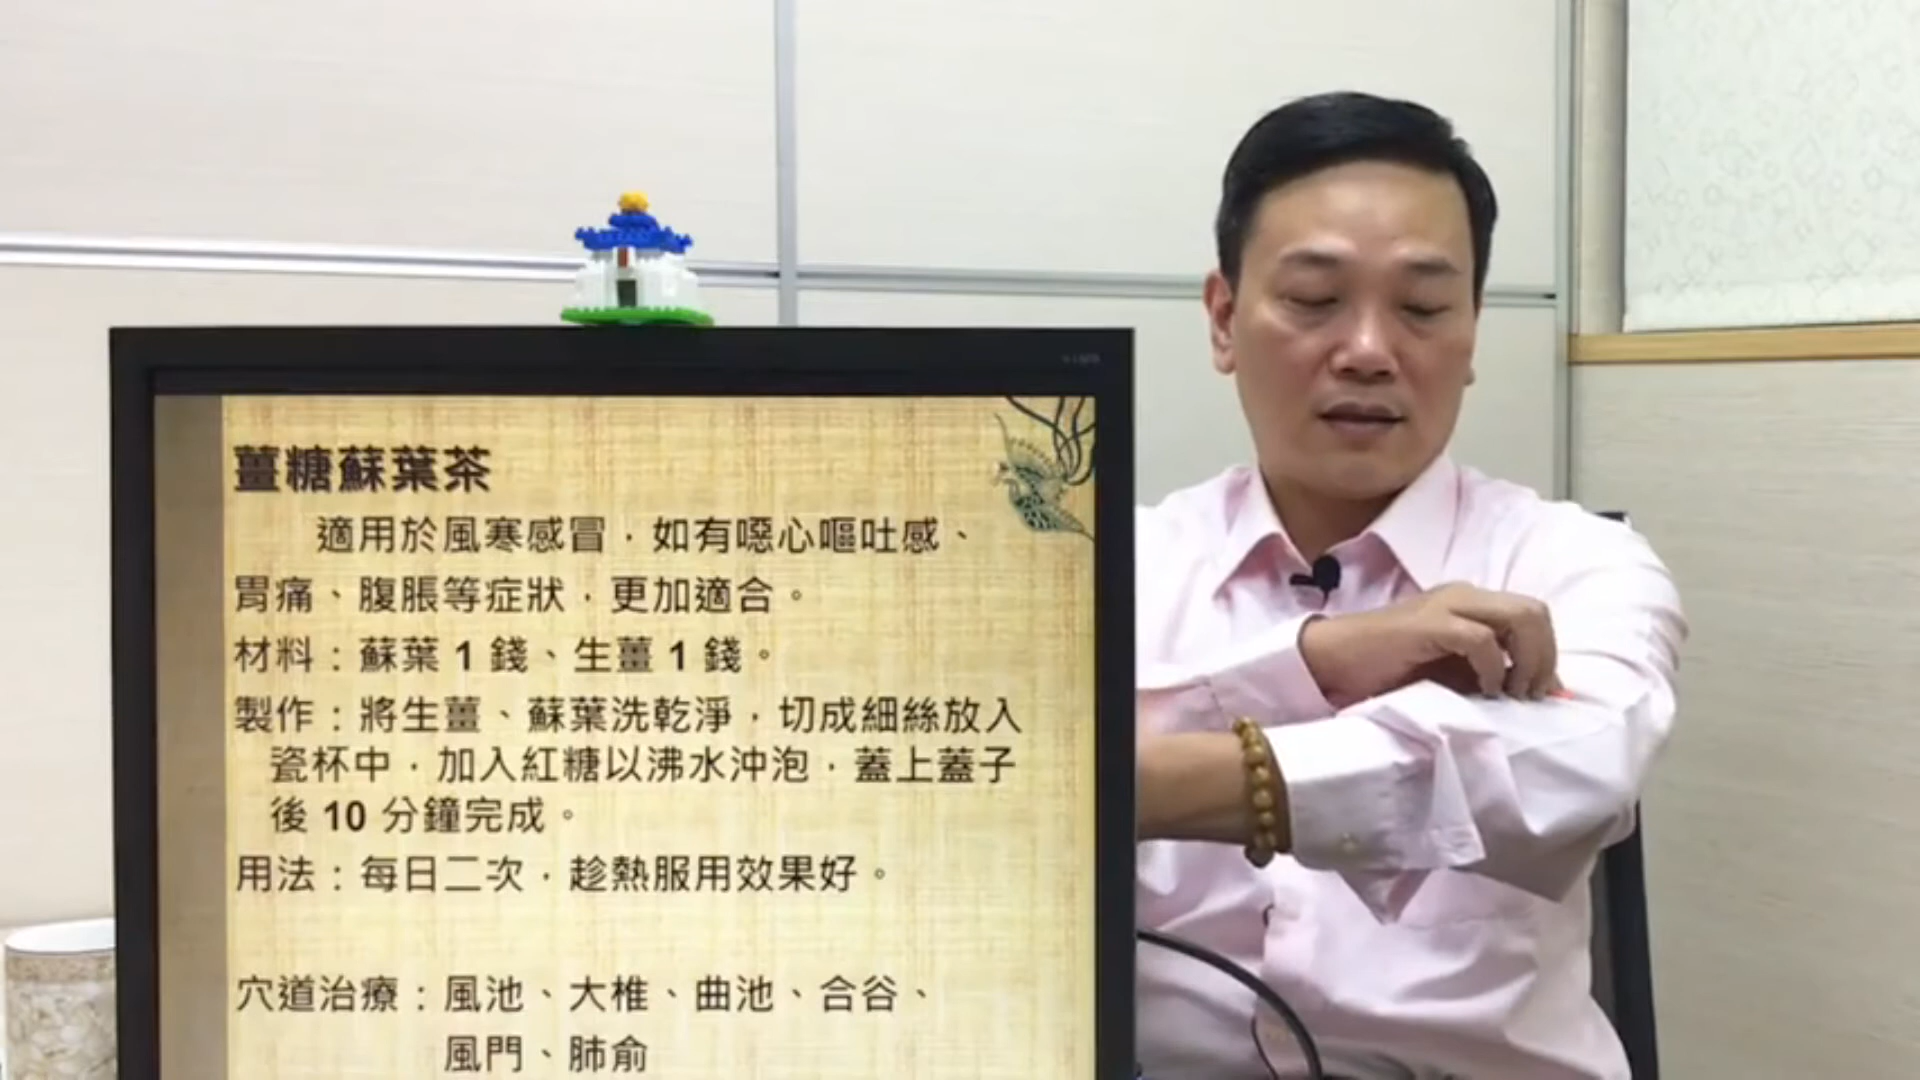 薑糖蘇葉茶
適用於風寒感冒，如有噁心嘔吐感、
胃痛、腹脹等症狀，更加適合。
材料：蘇葉 1 錢、生薑 1 錢。
製作：將生薑、蘇葉洗乾淨，切成細絲放入
瓷杯中，加入紅糖以沸水沖泡，蓋上蓋子
後 10 分鐘完成。
用法：每日二次，趁熱服用效果好。
穴道治療：風池、大椎、曲池、合谷、
風門、肺俞